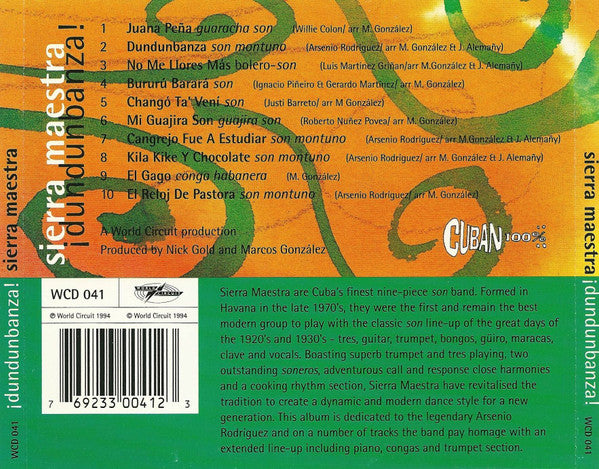 sierra maestra ¡dundunbanza!
sierra maestra
¡dundunbanza!
1 Juana Peña guaracha son (Willie Colon/ arr M. González)
2 Dundunbanza son montuno (Arsenio Rodriguez/ arr M. González & J. Alemañy)
3 No Me Llores Más bolero-son (Luis Martinez Griñan/arr M.González & J. Alemañy)
4 Bururú Barará son (Ignacio Piñeiro & Gerardo Martinez/ arr M. González)
5 Changó Ta' Vení son (Justi Barreto/ arr M González)
6 Mi Guajira Son guajira son (Roberto Nuñez Povea/ arr M. González)
7 Cangrejo Fue A Estudiar son montuno (Arsenio Rodriguez/ arr M.González & J. Alemañy)
8 Kila Kike Y Chocolate son montuno (Arsenio Rodriguez/ arr M. González & J. Alemañy)
9 El Gago conga habanera (M. González)
10 El Reloj De Pastora son montuno (Arsenio Rodriguez/ arr M. González)
A World Circuit production
Produced by Nick Gold and Marcos González
CUBAN 100%
WCD 041
WORLD CIRCUIT
℗ World Circuit 1994 © World Circuit 1994
7 69233 00412 3
Sierra Maestra are Cuba's finest nine-piece son band. Formed in
Havana in the late 1970's, they were the first and remain the best
modern group to play with the classic son line-up of the great days of
the 1920's and 1930's - tres, guitar, trumpet, bongos, güiro, maracas,
clave and vocals. Boasting superb trumpet and tres playing, two
outstanding soneros, adventurous call and response close harmonies
and a cooking rhythm section, Sierra Maestra have revitalised the
tradition to create a dynamic and modern dance style for a new
generation. This album is dedicated to the legendary Arsenio
Rodríguez and on a number of tracks the band pay homage with an
extended line-up including piano, congas and trumpet section.
WCD 041
sierra maestra ¡dundunbanza!
WCD 041